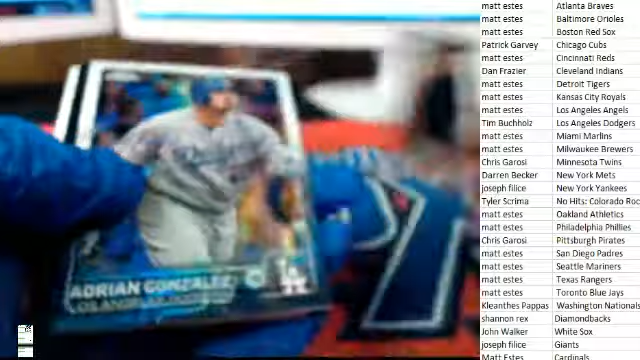 ADRIAN GONZALEZ
LOS ANGELES
LA
matt estes Atlanta Braves
matt estes Baltimore Orioles
matt estes Boston Red Sox
Patrick Garvey Chicago Cubs
matt estes Cincinnati Reds
Dan Frazier Cleveland Indians
matt estes Detroit Tigers
matt estes Kansas City Royals
matt estes Los Angeles Angels
Tim Buchholz Los Angeles Dodgers
matt estes Miami Marlins
matt estes Milwaukee Brewers
Chris Garosi Minnesota Twins
Darren Becker New York Mets
joseph filice New York Yankees
Tyler Scrima No Hits: Colorado Roc
matt estes Oakland Athletics
matt estes Philadelphia Phillies
Chris Garosi Pittsburgh Pirates
matt estes San Diego Padres
matt estes Seattle Mariners
matt estes Texas Rangers
matt estes Toronto Blue Jays
Kleanthes Pappas Washington Nationals
shannon rex Diamondbacks
John Walker White Sox
joseph filice Giants
Matt Estes Cardinals